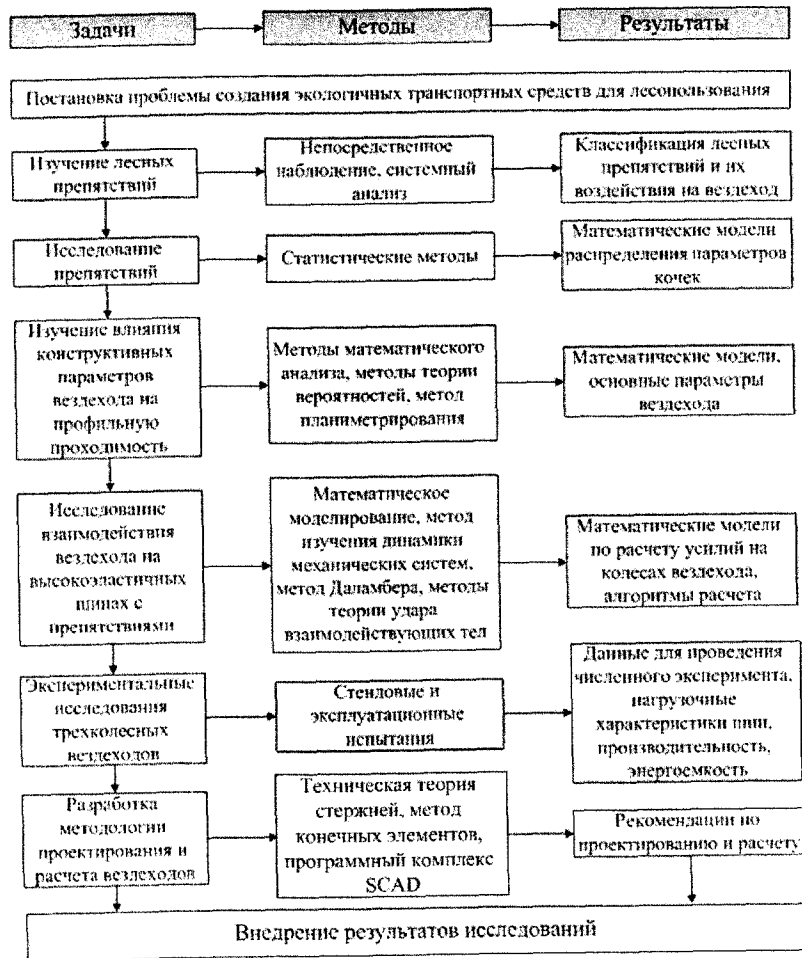 Задачи
Методы
Результаты
Постановка проблемы создания экологичных транспортных средств для лесопользования
Изучение лесных
препятствий
Непосредственное
наблюдение, системный
анализ
Классификация лесных
препятствий и их
воздействия на вездеход
Исследование
препятствий
Статистические методы
Математические модели
распределения параметров
кочек
Изучение влияния
конструктивных
параметров
вездехода на
профильную
проходимость
Методы математического
анализа, методы теории
вероятностей, метод
планиметрирования
Математические модели,
основные параметры
вездехода
Исследование
взаимодействия
вездехода на
высокоэластичных
шинах с
препятствиями
Математическое
моделирование, метод
изучения динамики
механических систем,
метод Даламбера, методы
теории удара
взаимодействующих тел
Математические модели
по расчету усилий на
колесах вездехода,
алгоритмы расчета
Экспериментальные
исследования
трехколесных
вездеходов
Стендовые и
эксплуатационные
испытания
Данные для проведения
численного эксперимента,
нагрузочные
характеристики шин,
производительность,
энергоемкость
Разработка
методологии
проектирования и
расчета вездеходов
Техническая теория
стержней, метод
конечных элементов,
программный комплекс
SCAD
Рекомендации по
проектированию и расчету
Внедрение результатов исследований